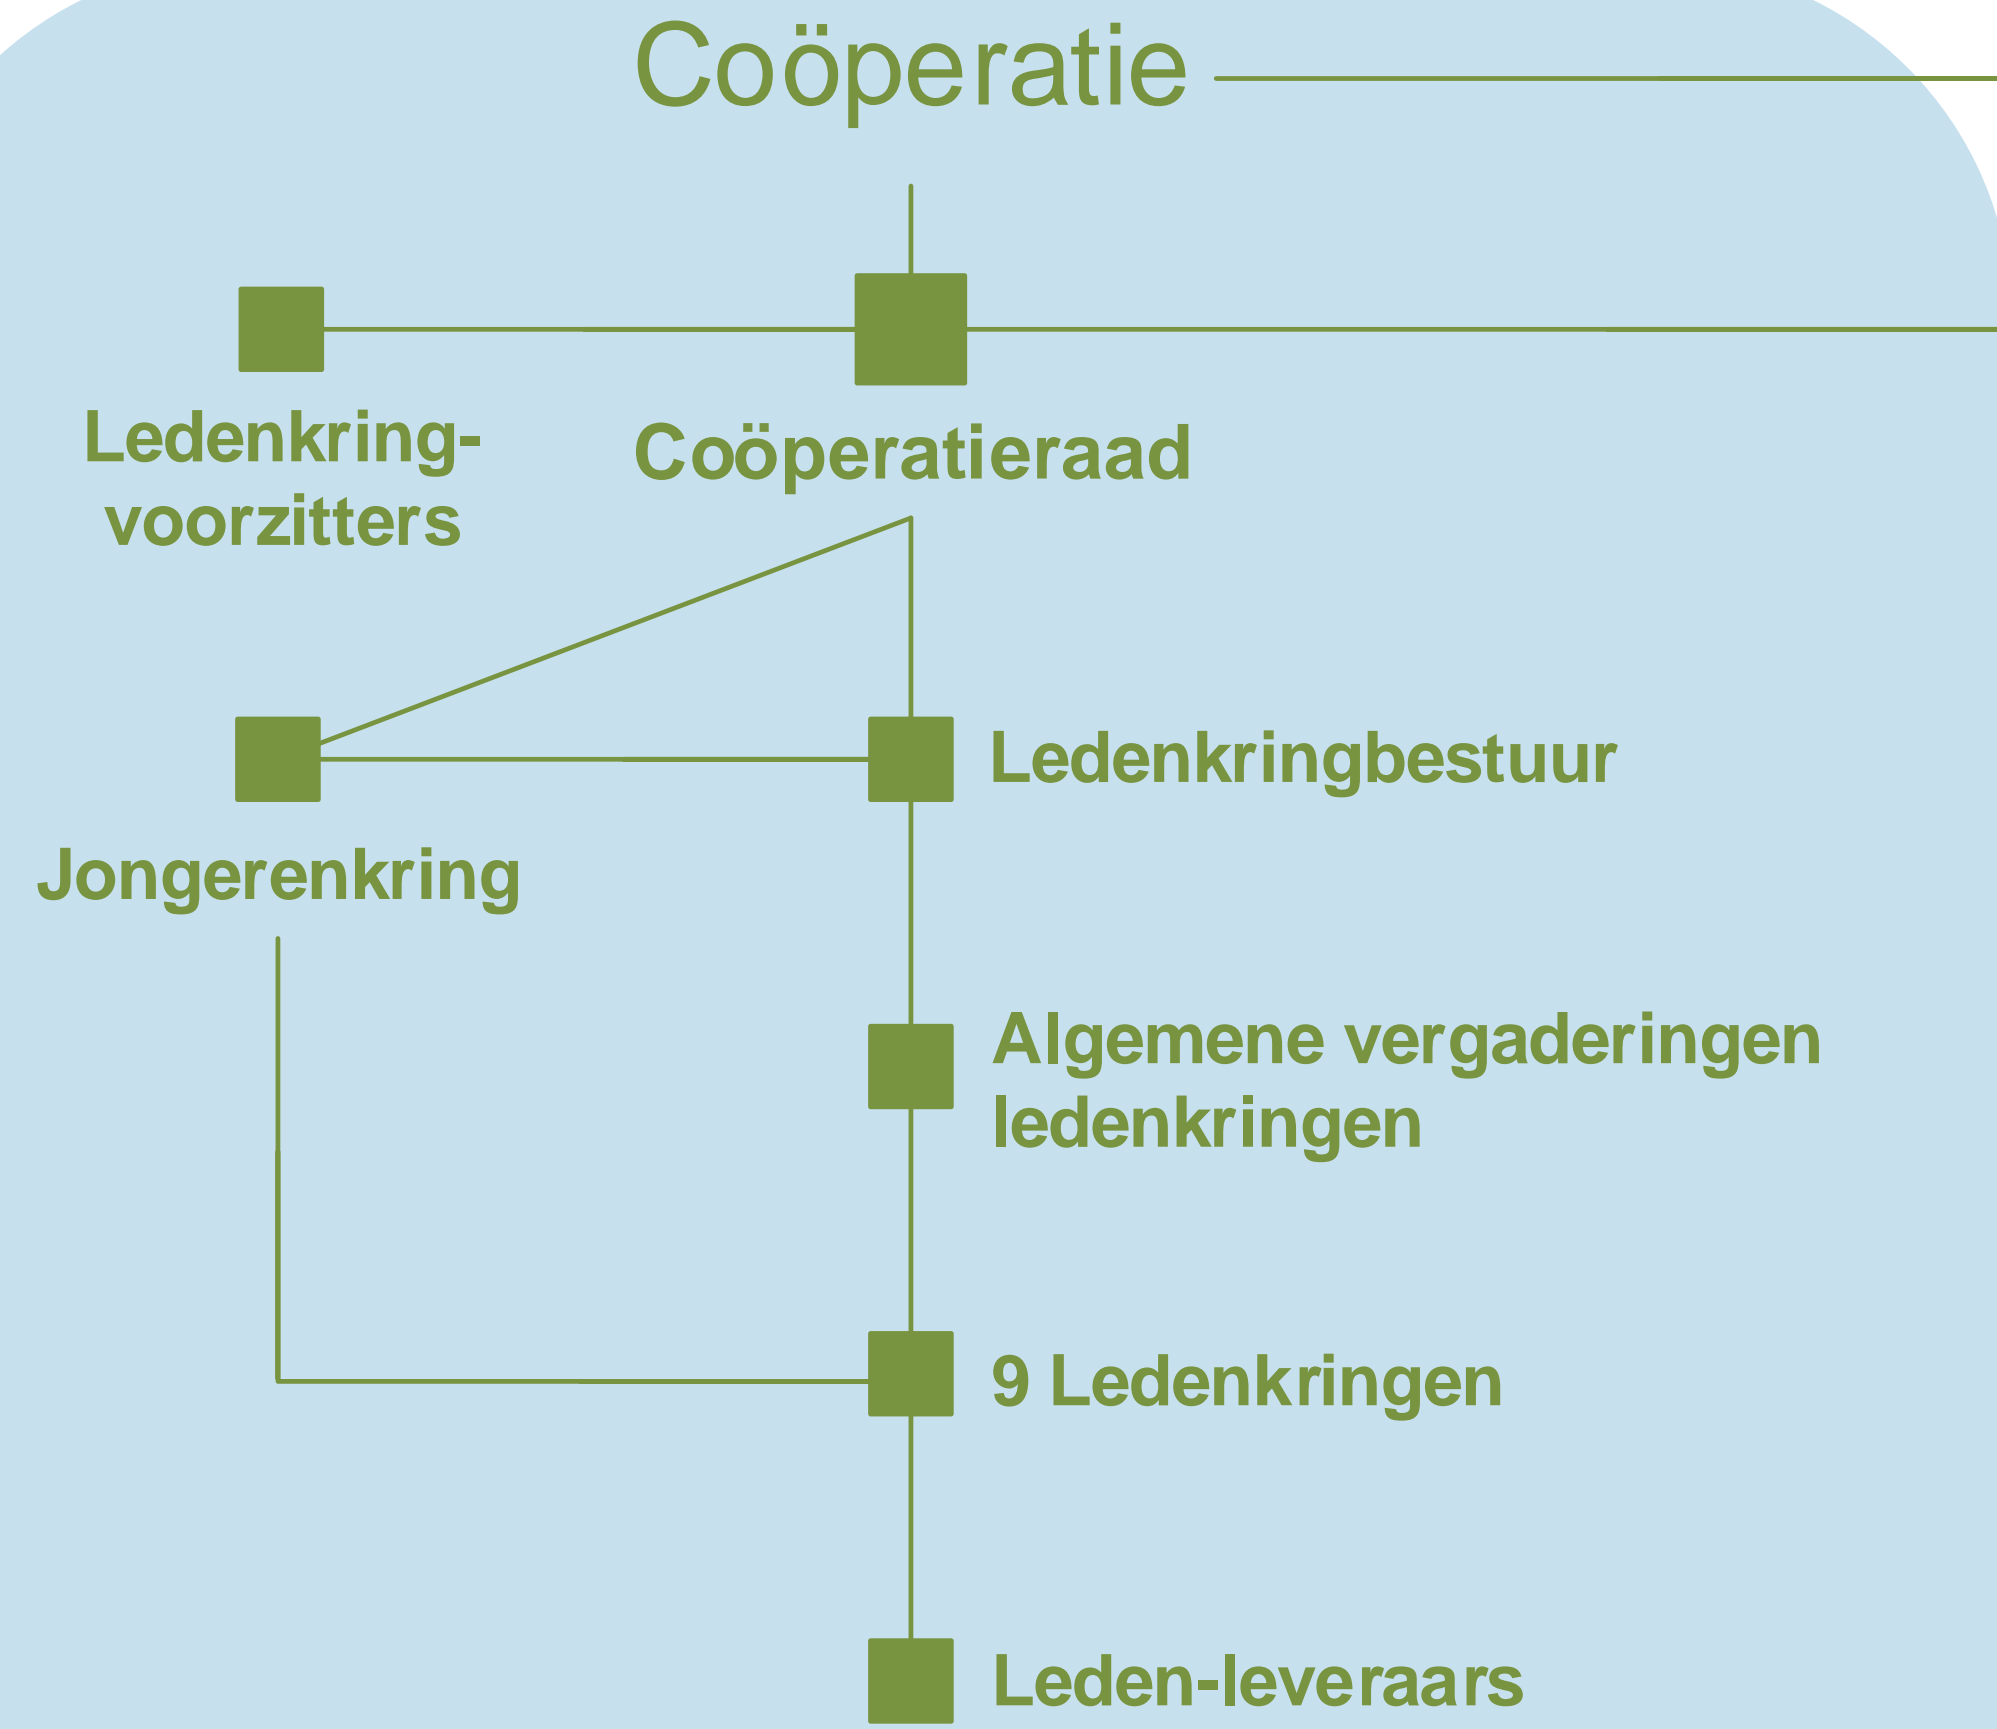 Coöperatie
Ledenkring-
voorzitters
Coöperatieraad
Ledenkringbestuur
Jongerenkring
Algemene vergaderingen
ledenkringen
9 Ledenkringen
Leden-leveraars